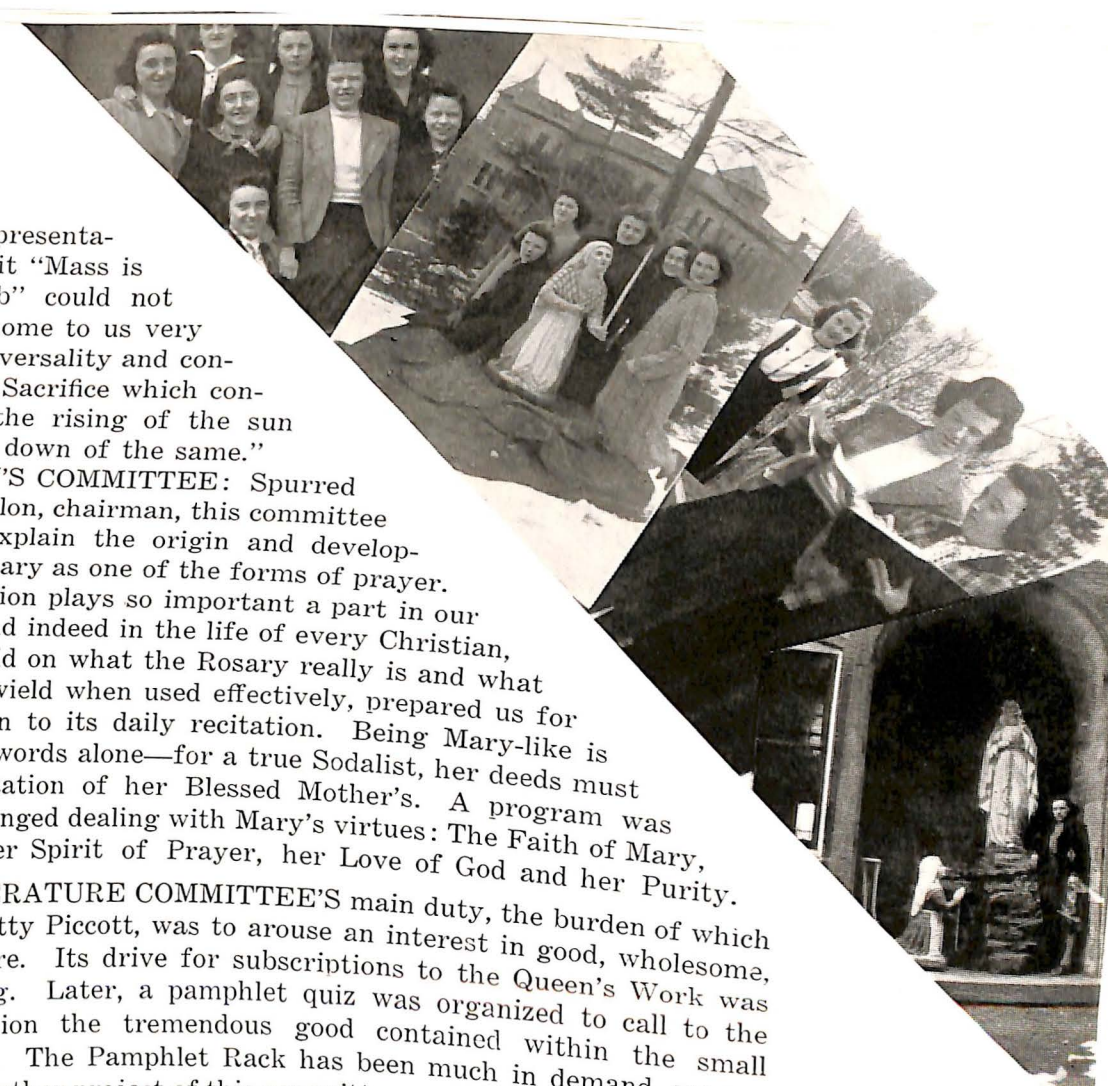 presenta-
it “Mass is
b” could not
ome to us very
versality and con-
Sacrifice which con-
the rising of the sun
down of the same.”
’S COMMITTEE: Spurred
lon, chairman, this committee
xplain the origin and develop-
ary as one of the forms of prayer.
ion plays so important a part in our
d indeed in the life of every Christian,
d on what the Rosary really is and what
wield when used effectively, prepared us for
n to its daily recitation. Being Mary-like is
words alone—for a true Sodalist, her deeds must
tation of her Blessed Mother’s. A program was
nged dealing with Mary’s virtues: The Faith of Mary,
er Spirit of Prayer, her Love of God and her Purity.
RATURE COMMITTEE’S main duty, the burden of which
tty Piccott, was to arouse an interest in good, wholesome,
re. Its drive for subscriptions to the Queen’s Work was
g. Later, a pamphlet quiz was organized to call to the
ion the tremendous good contained within the small
The Pamphlet Rack has been much in demand
project of this